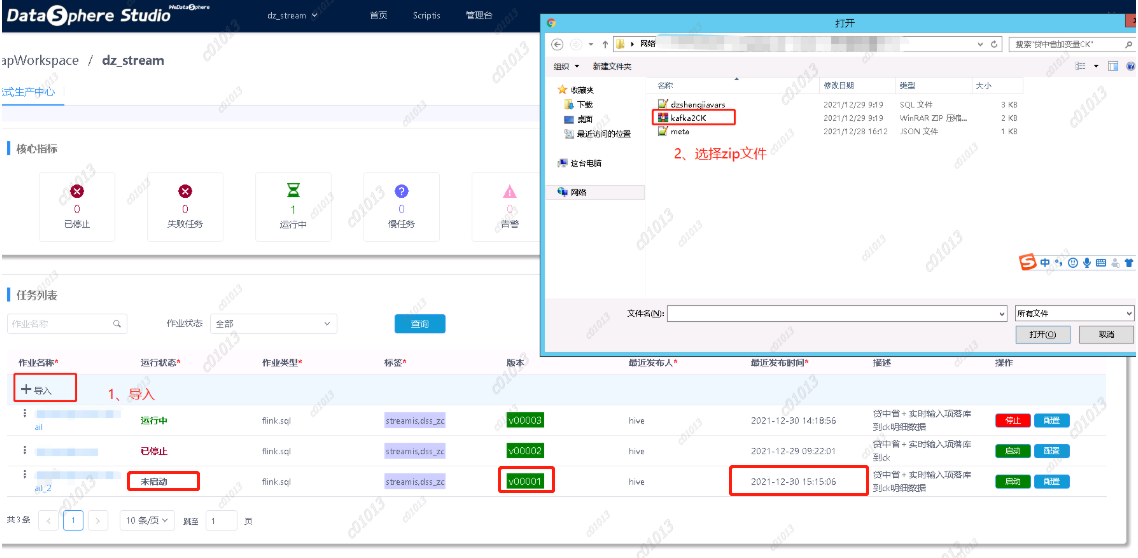 DataSphere Studio
WeDataSphere
dz_stream
首页
Scriptis
管理台
apWorkspace / dz_stream
式生产中心
核心指标
0
已停止
0
失败任务
1
运行中
0
慢任务
0
告警
任务列表
作业名称
作业状态
全部
查询
作业名称*
运行状态*
作业类型*
标签*
版本
最近发布人*
最近发布时间*
描述
操作
+ 导入
1、导入
ail
运行中
flink.sql
streamis,dss_zc
v00003
hive
2021-12-30 14:18:56
贷中省+实时输入项落库
到ck明细数据
停止
配置
已停止
flink.sql
streamis,dss_zc
v00002
hive
2021-12-29 09:22:01
贷中省+实时输入项落库
到ck
启动
配置
ail_2
未启动
flink.sql
streamis,dss_zc
v00001
hive
2021-12-30 15:15:06
贷中省+实时输入项落库
到ck明细数据
启动
配置
共3条
1
10 条/页
跳至
1
页
打开
网络
搜索"贷中省加变量CK"
组织
新建文件夹
收藏夹
下载
桌面
最近访问的位置
这台电脑
网络
名称
修改日期
类型
大小
dzshengjiavars
2021/12/29 9:19
SQL 文件
3 KB
kafka2CK
2021/12/29 9:19
WinRAR ZIP 压缩...
2 KB
meta
2021/12/28 16:12
JSON 文件
1 KB
2、选择zip文件
中
文件名(N):
所有文件
打开(O)
取消
c01013